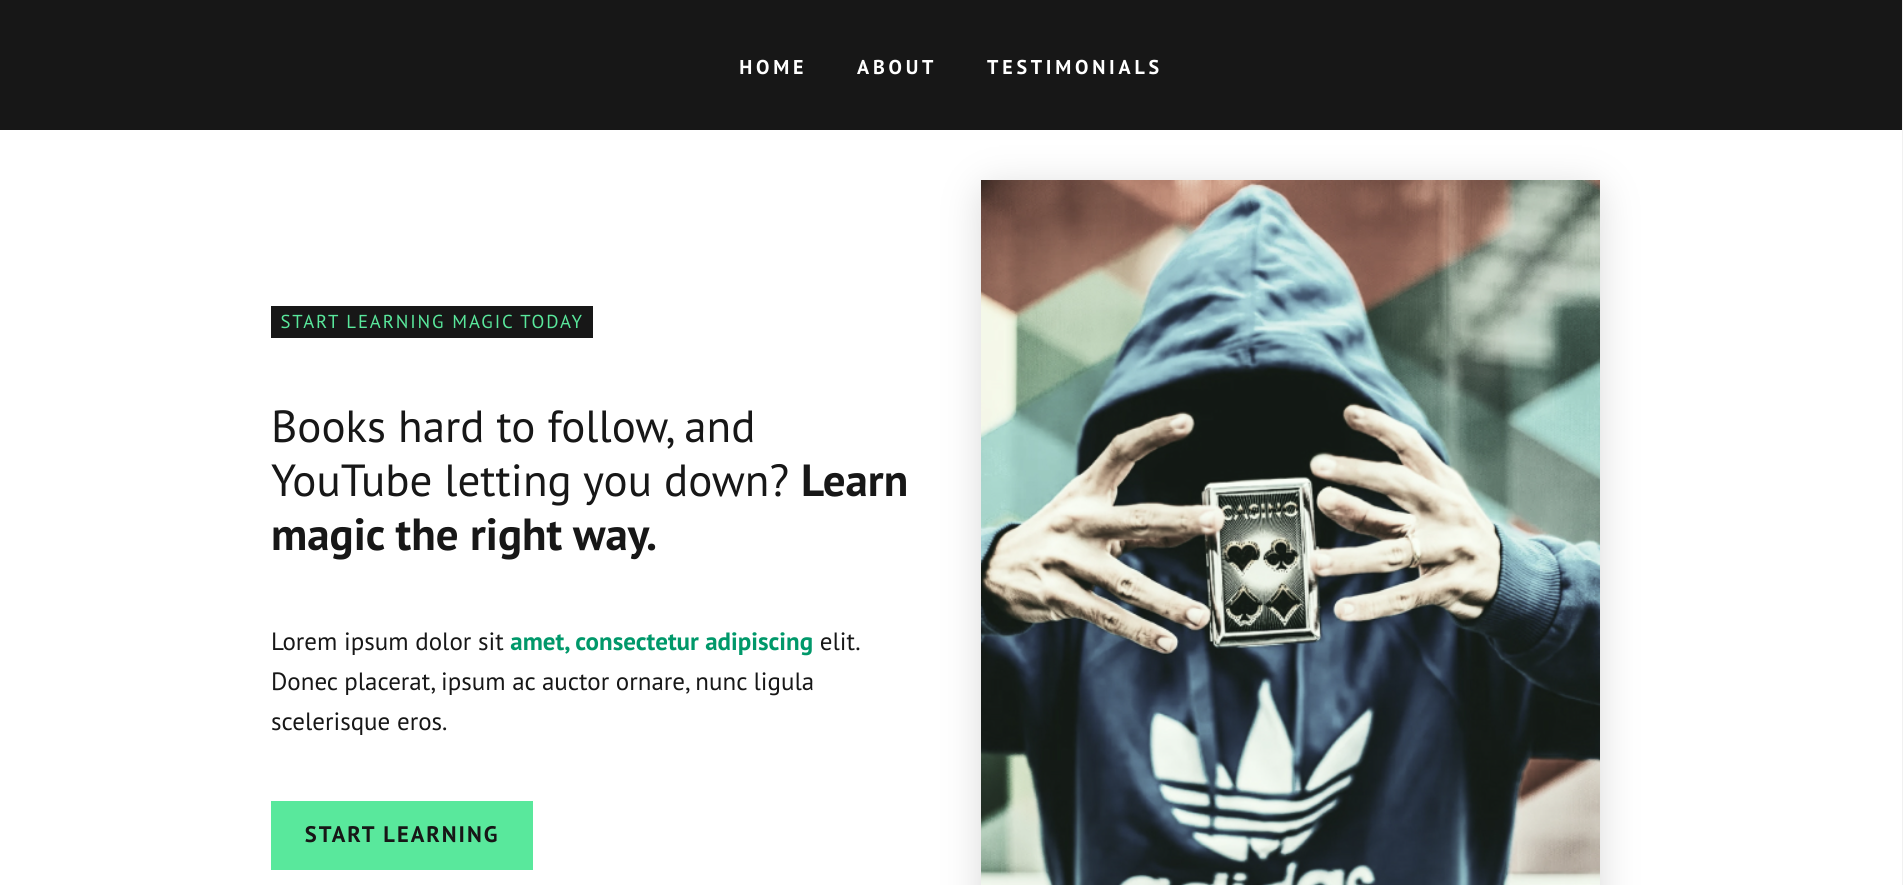 HOME ABOUT TESTIMONIALS
START LEARNING MAGIC TODAY
Books hard to follow, and
YouTube letting you down? Learn
magic the right way.
Lorem ipsum dolor sit amet, consectetur adipiscing elit.
Donec placerat, ipsum ac auctor ornare, nunc ligula
scelerisque eros.
START LEARNING
CASINO
adidas